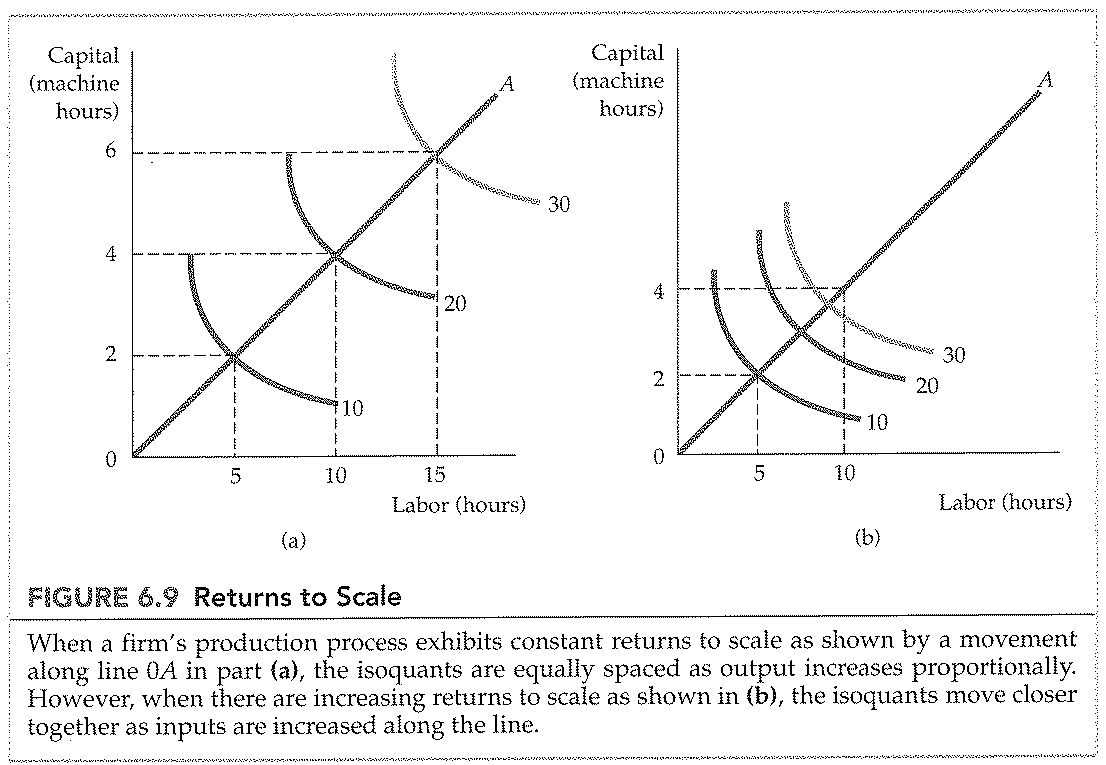 Capital
(machine
hours)
A
6
30
4
20
2
10
0
5
10
15
Labor (hours)
(a)
Capital
(machine
hours)
A
4
30
20
2
10
0
5
10
Labor (hours)
(b)
FIGURE 6.9 Returns to Scale
When a firm's production process exhibits constant returns to scale as shown by a movement
along line 0A in part (a), the isoquants are equally spaced as output increases proportionally.
However, when there are increasing returns to scale as shown in (b), the isoquants move closer
together as inputs are increased along the line.